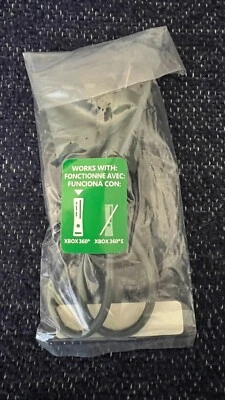 WORKS WITH:
FONCTIONNE AVEC:
FUNCIONA CON:
XBOX 360® XBOX 360® S